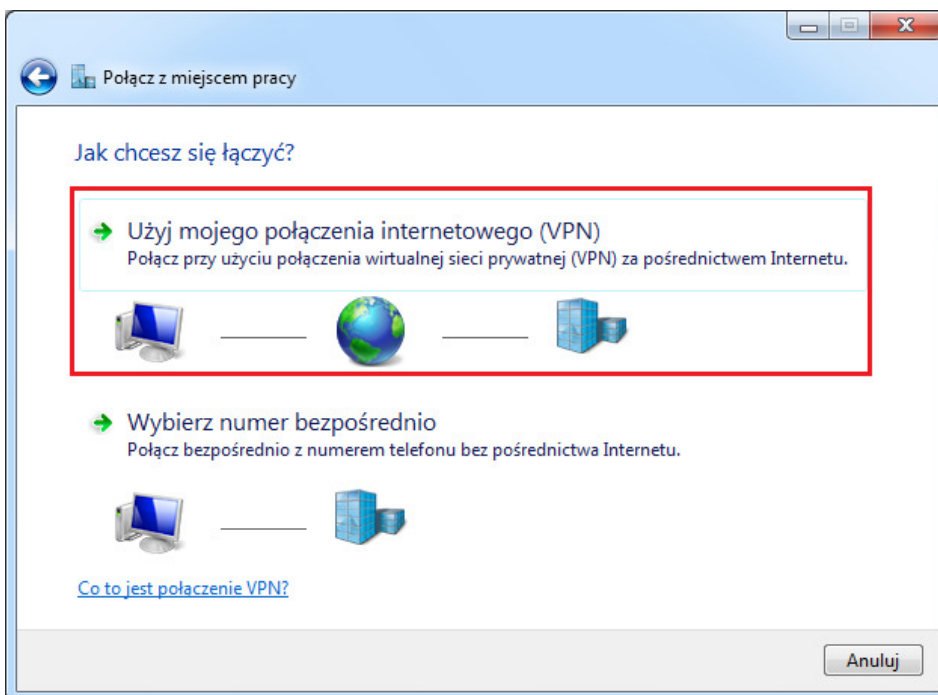 Połącz z miejscem pracy
Jak chcesz się łączyć?
Użyj mojego połączenia internetowego (VPN)
Połącz przy użyciu połączenia wirtualnej sieci prywatnej (VPN) za pośrednictwem Internetu.
Wybierz numer bezpośrednio
Połącz bezpośrednio z numerem telefonu bez pośrednictwa Internetu.
Co to jest połączenie VPN?
Anuluj